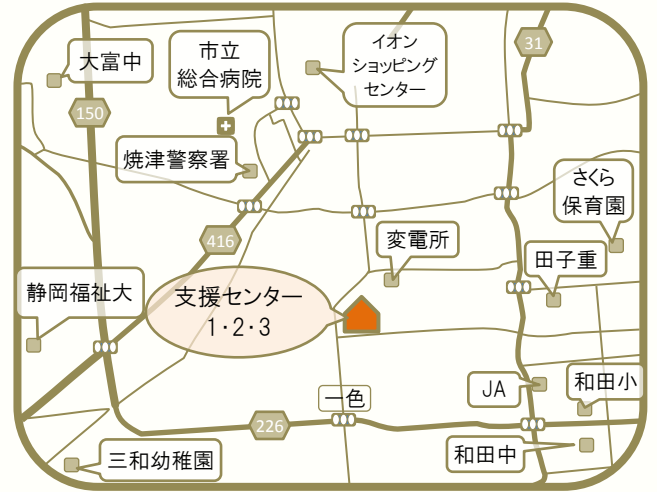 大富中
市立
総合病院
イオン
ショッピング
センター
31
150
焼津警察署
さくら
保育園
416
変電所
田子重
静岡福祉大
支援センター
1・2・3
JA
和田小
一色
226
和田中
三和幼稚園